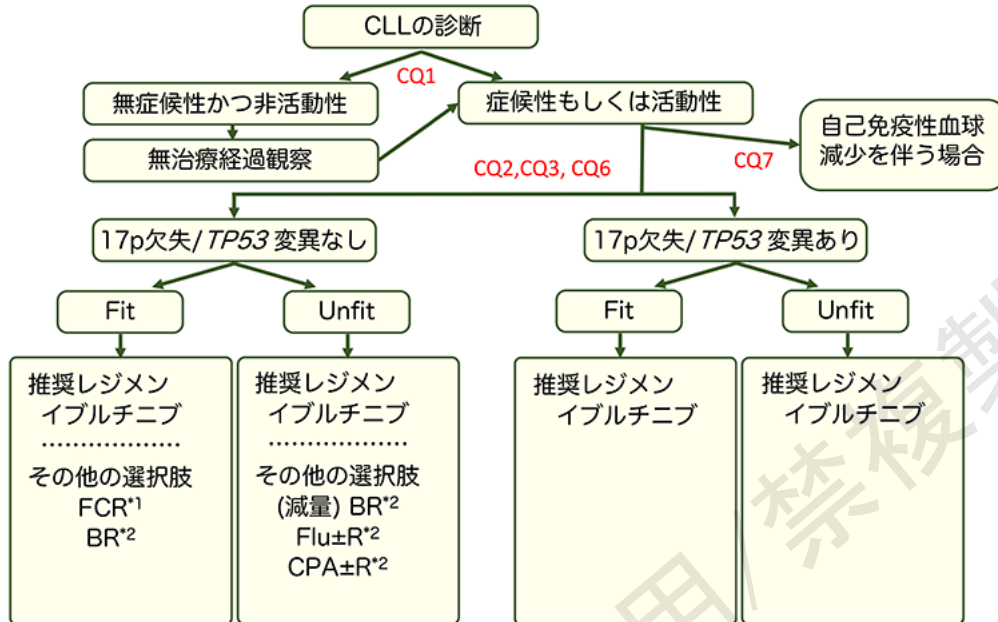 CLLの診断
CQ1
無症候性かつ非活動性
症候性もしくは活動性
無治療経過観察
自己免疫性血球
減少を伴う場合
CQ2,CQ3, CQ6
CQ7
17p欠失/TP53 変異なし
17p欠失/TP53 変異あり
Fit
Unfit
Fit
Unfit
推奨レジメン
イブルチニブ
………………
その他の選択肢
FCR*1
BR*2
推奨レジメン
イブルチニブ
………………
その他の選択肢
(減量) BR*2
Flu±R*2
CPA±R*2
推奨レジメン
イブルチニブ
推奨レジメン
イブルチニブ
用/禁複製